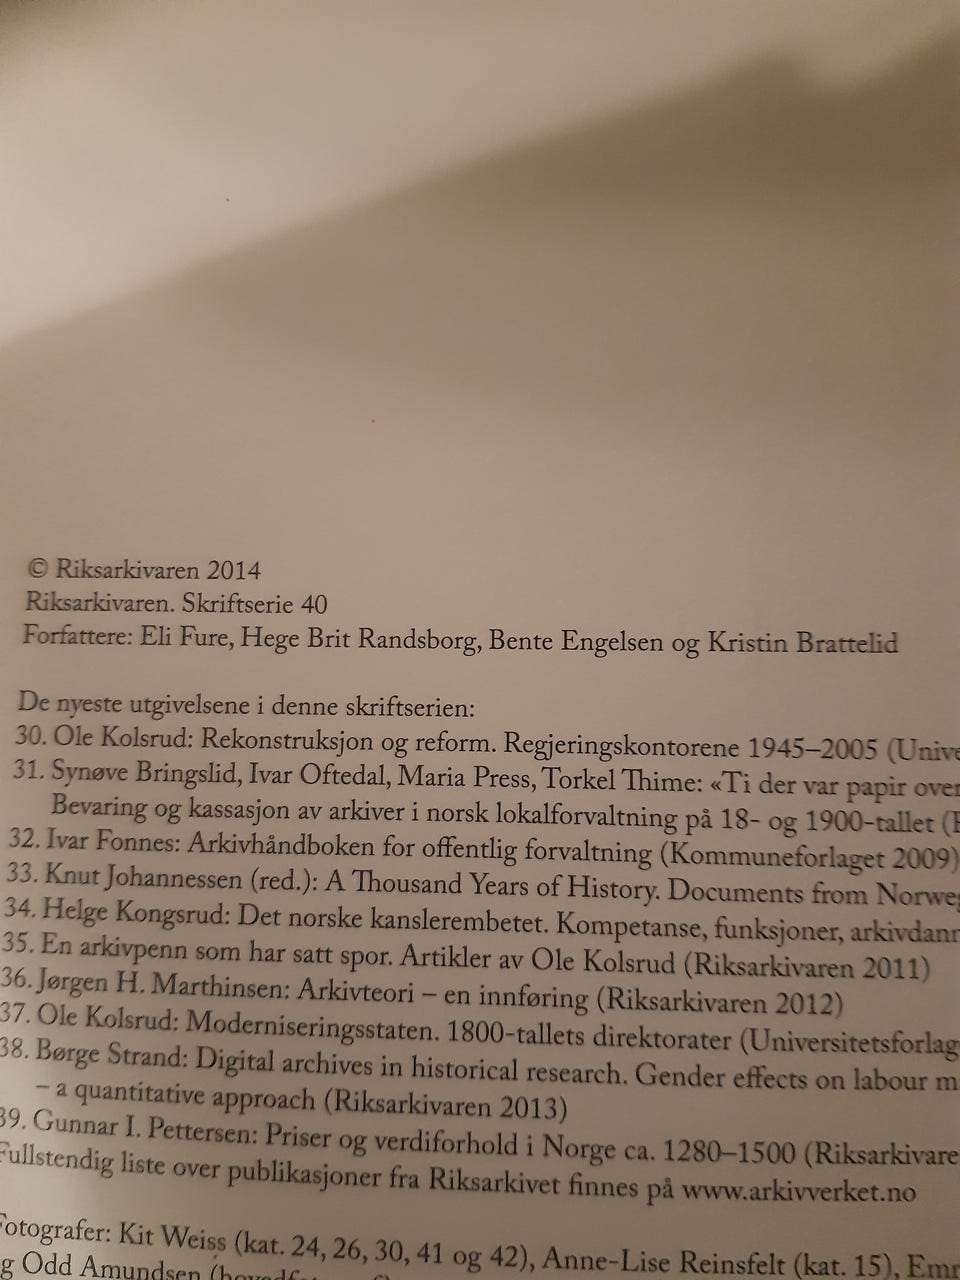 © Riksarkivaren 2014
Riksarkivaren. Skriftserie 40
Forfattere: Eli Fure, Hege Brit Randsborg, Bente Engelsen og Kristin Brattelid
De nyeste utgivelsene i denne skriftserien:
30. Ole Kolsrud: Rekonstruksjon og reform. Regjeringskontorene 1945–2005 (Unive
31. Synøve Bringslid, Ivar Oftedal, Maria Press, Torkel Thime: «Ti der var papir over
Bevaring og kassasjon av arkiver i norsk lokalforvaltning på 18- og 1900-tallet (
32. Ivar Fonnes: Arkivhåndboken for offentlig forvaltning (Kommuneforlaget 2009)
33. Knut Johannessen (red.): A Thousand Years of History. Documents from Norweg
34. Helge Kongsrud: Det norske kanslerembetet. Kompetanse, funksjoner, arkivdann
35. En arkivpenn som har satt spor. Artikler av Ole Kolsrud (Riksarkivaren 2011)
36. Jørgen H. Marthinsen: Arkivteori – en innføring (Riksarkivaren 2012)
37. Ole Kolsrud: Moderniseringsstaten. 1800-tallets direktorater (Universitetsforlag
38. Børge Strand: Digital archives in historical research. Gender effects on labour m
– a quantitative approach (Riksarkivaren 2013)
39. Gunnar I. Pettersen: Priser og verdiforhold i Norge ca. 1280–1500 (Riksarkivare
Fullstendig liste over publikasjoner fra Riksarkivet finnes på www.arkivverket.no
Fotografer: Kit Weiss (kat. 24, 26, 30, 41 og 42), Anne-Lise Reinsfelt (kat. 15), Em
g Odd Amundsen